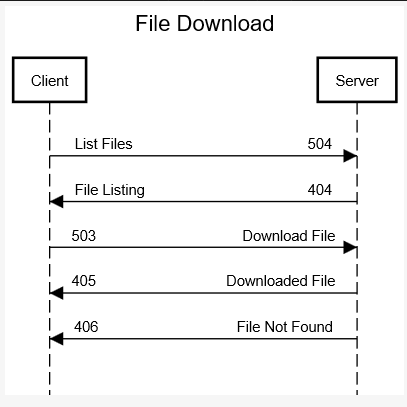 File Download
Client Server
List Files 504
File Listing 404
503 Download File
405 Downloaded File
406 File Not Found